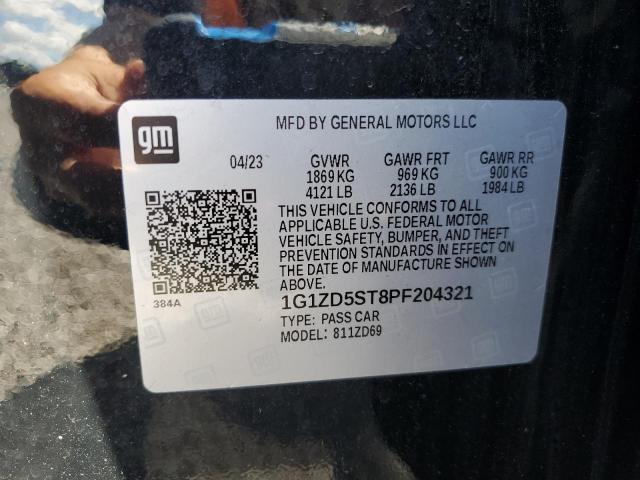 gm
MFD BY GENERAL MOTORS LLC
04/23 GVWR GAWR FRT GAWR RR
1869 KG 969 KG 900 KG
4121 LB 2136 LB 1984 LB
THIS VEHICLE CONFORMS TO ALL
APPLICABLE U.S. FEDERAL MOTOR
VEHICLE SAFETY, BUMPER, AND THEFT
PREVENTION STANDARDS IN EFFECT ON
THE DATE OF MANUFACTURE SHOWN
ABOVE.
384A
1G1ZD5ST8PF204321
TYPE: PASS CAR
MODEL: 811ZD69